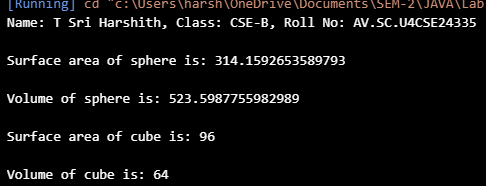 [Running] cd "c:\Users\harsh\OneDrive\Documents\SEM-2\JAVA\Lab
Name: T Sri Harshith, Class: CSE-B, Roll No: AV.SC.U4CSE24335
Surface area of sphere is: 314.1592653589793
Volume of sphere is: 523.5987755982989
Surface area of cube is: 96
Volume of cube is: 64